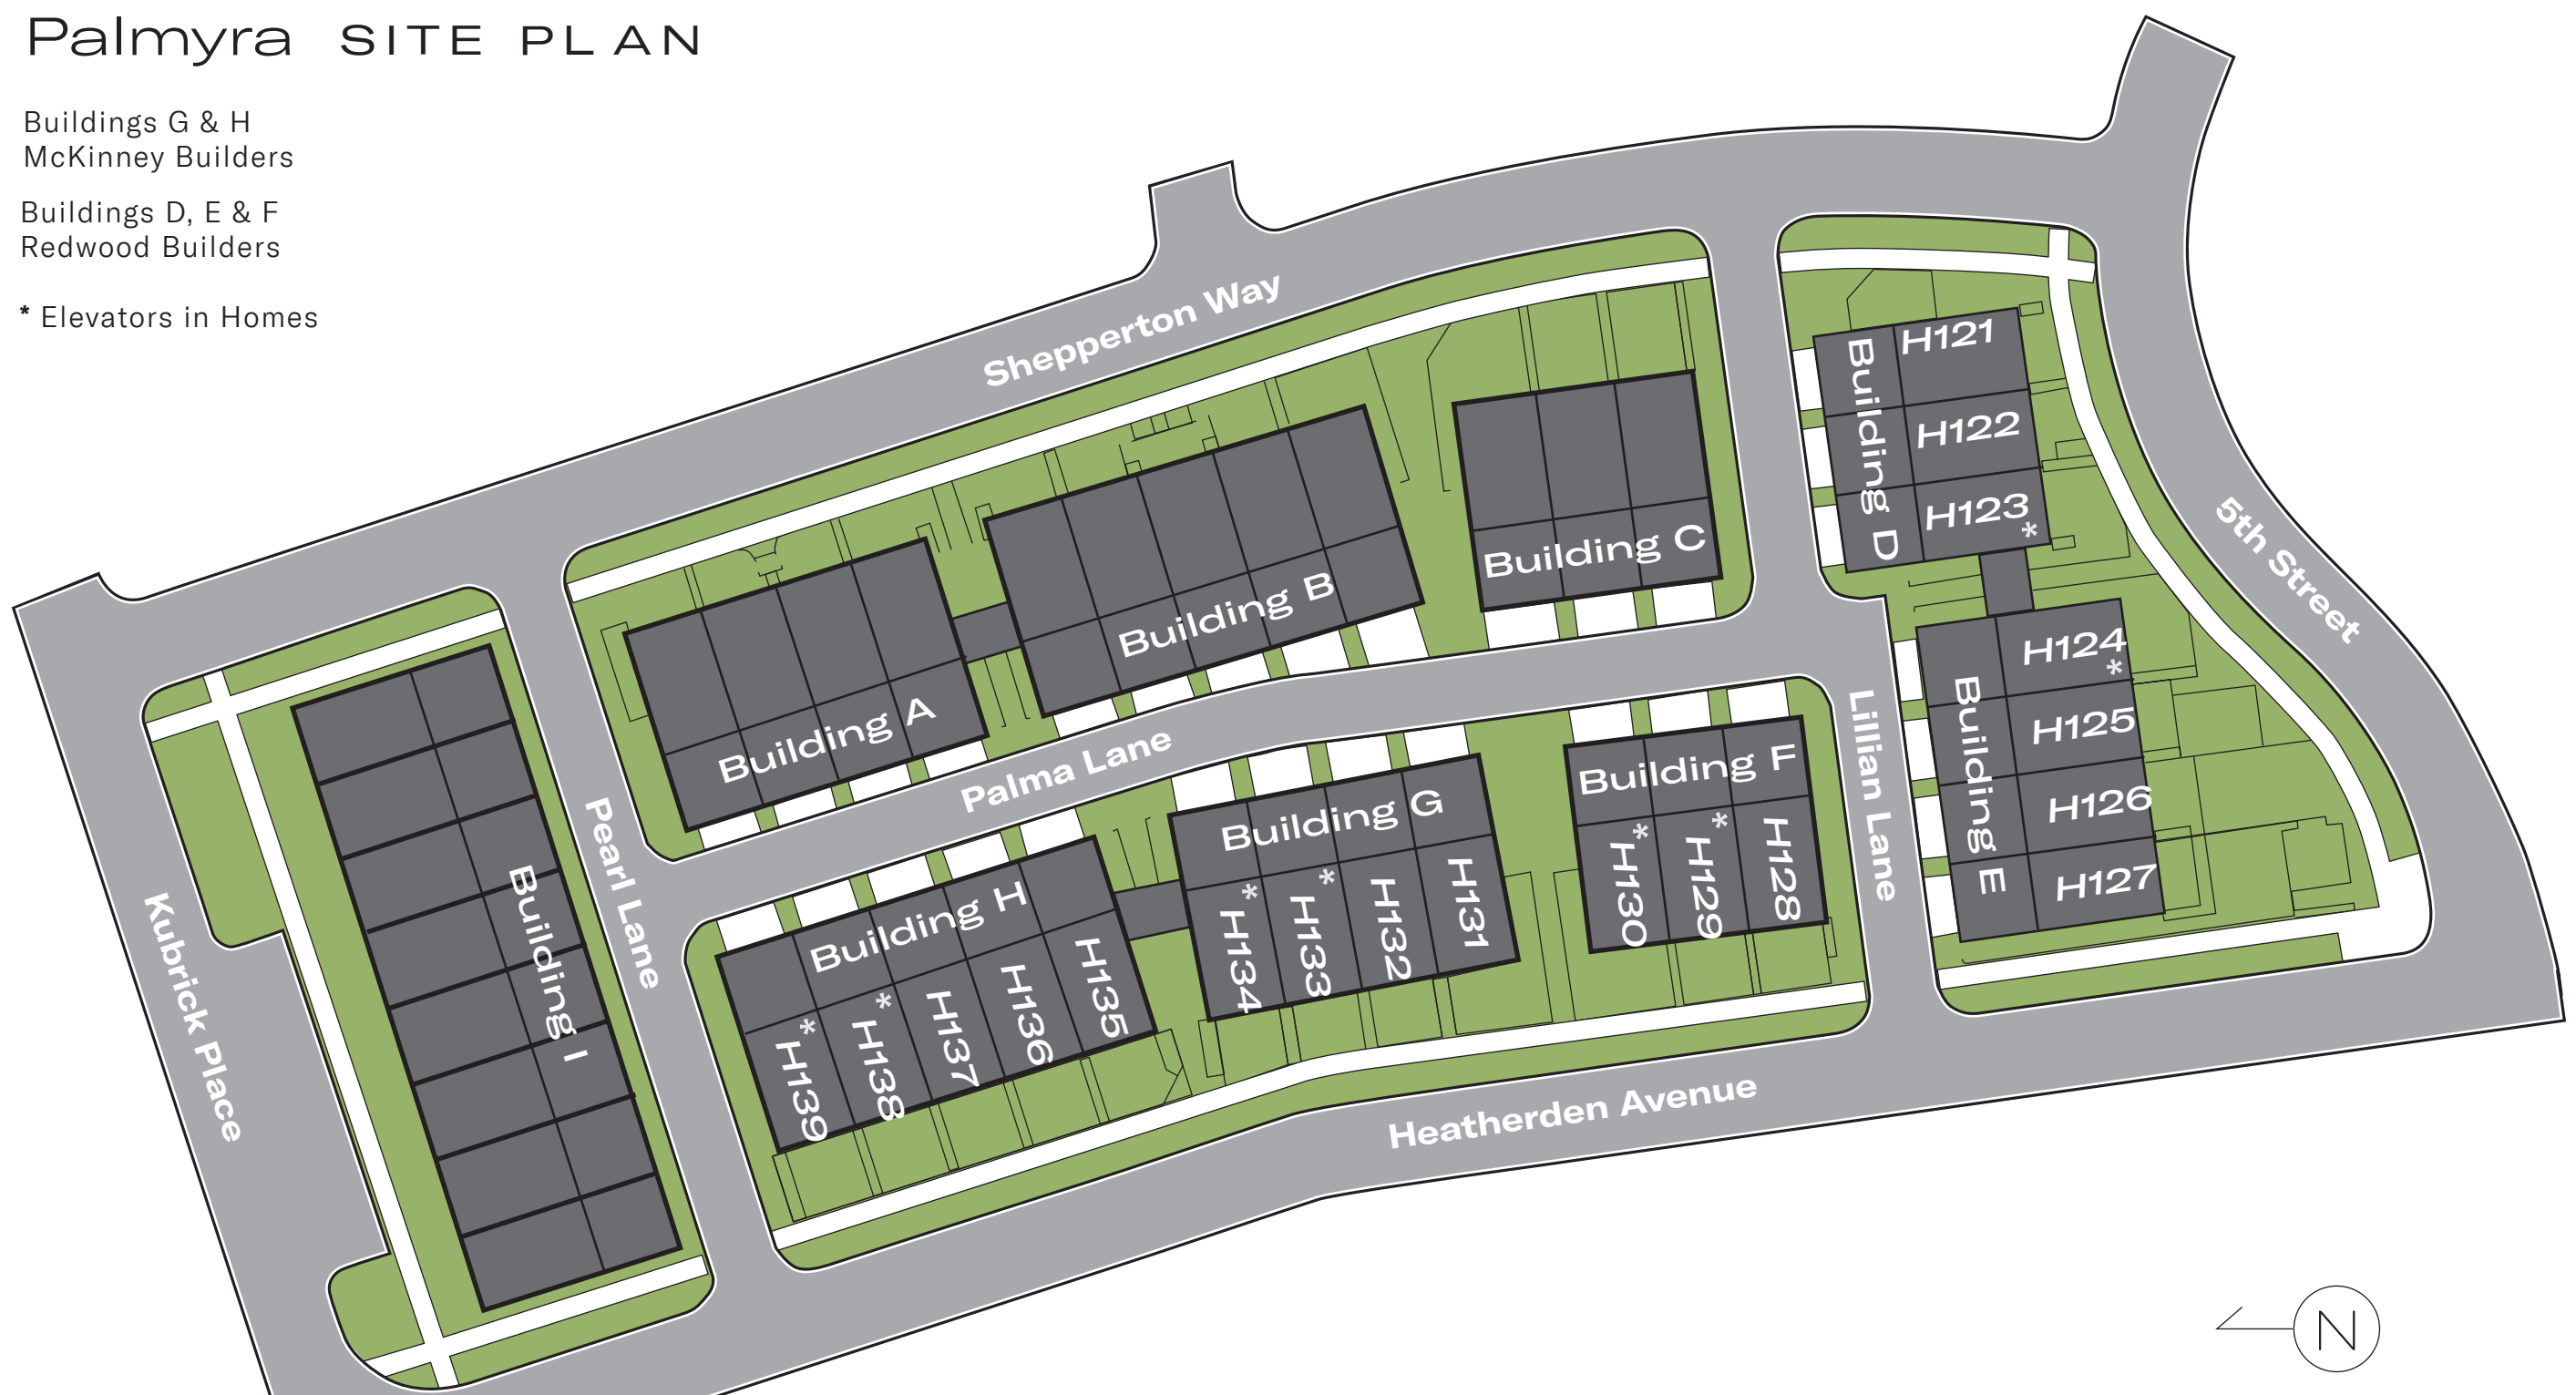 Palmyra SITE PLAN
Buildings G & H
McKinney Builders
Buildings D, E & F
Redwood Builders
* Elevators in Homes
Shepperton Way
5th Street
Building D
H121
H122
H123
*
Building C
Building B
Building A
Palma Lane
Lillian Lane
Building E
H124
*
H125
H126
H127
Building F
*
H130
*
H129
H128
Building G
*
H134
*
H133
H132
H131
Building H
*
H139
*
H138
H137
H136
H135
Pearl Lane
Building I
Kubrick Place
Heatherden Avenue
N